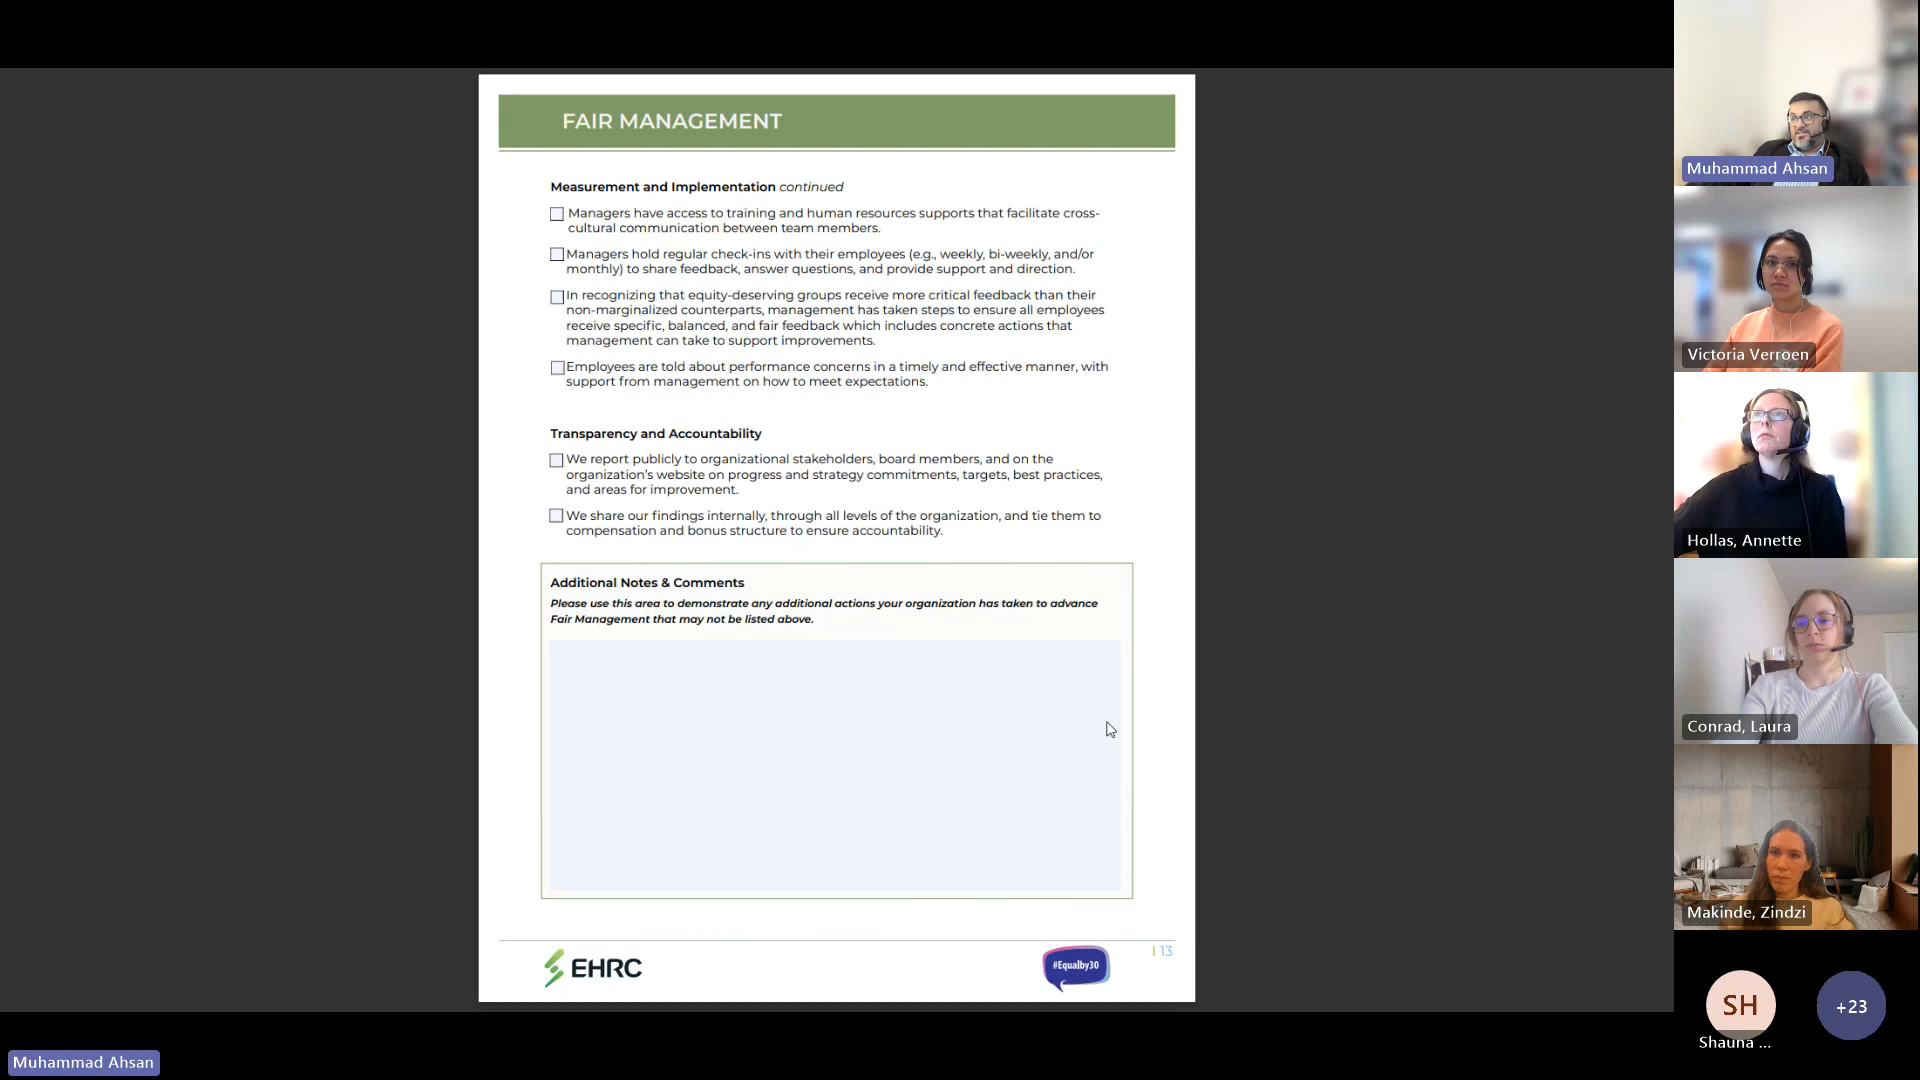 FAIR MANAGEMENT
Measurement and Implementation continued
Managers have access to training and human resources supports that facilitate cross-
cultural communication between team members.
Managers hold regular check-ins with their employees (e.g., weekly, bi-weekly, and/or
monthly) to share feedback, answer questions, and provide support and direction.
In recognizing that equity-deserving groups receive more critical feedback than their
non-marginalized counterparts, management has taken steps to ensure all employees
receive specific, balanced, and fair feedback which includes concrete actions that
management can take to support improvements.
Employees are told about performance concerns in a timely and effective manner, with
support from management on how to meet expectations.
Transparency and Accountability
We report publicly to organizational stakeholders, board members, and on the
organization's website on progress and strategy commitments, targets, best practices,
and areas for improvement.
We share our findings internally, through all levels of the organization, and tie them to
compensation and bonus structure to ensure accountability.
Additional Notes & Comments
Please use this area to demonstrate any additional actions your organization has taken to advance
Fair Management that may not be listed above.
EHRC
#Equalby30
| 13
Muhammad Ahsan
Victoria Verroen
Hollas, Annette
Conrad, Laura
Makinde, Zindzi
SH
+23
Shauna ...
Muhammad Ahsan